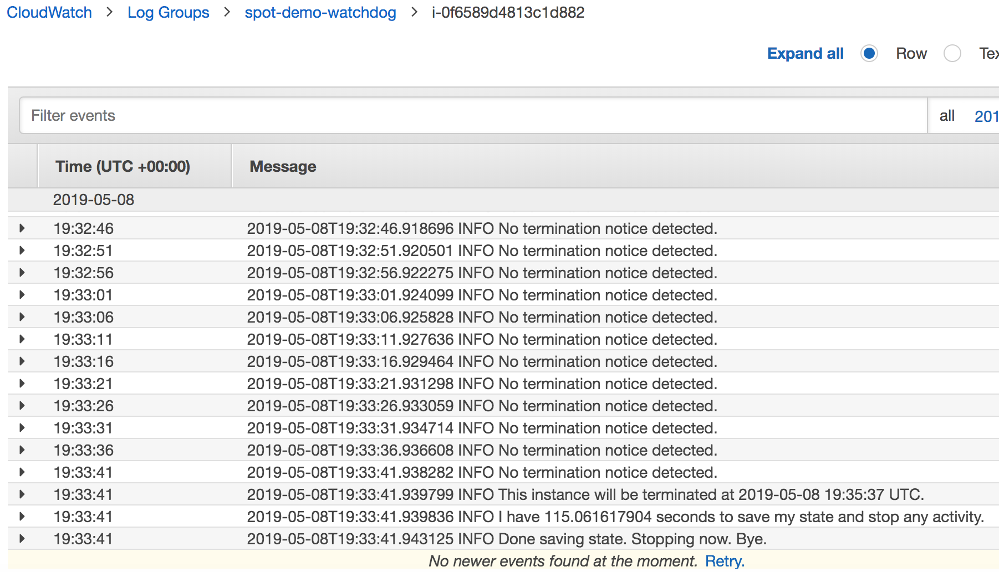 CloudWatch > Log Groups > spot-demo-watchdog > i-0f6589d4813c1d882
Expand all Row
Filter events all
Time (UTC +00:00) Message
2019-05-08
19:32:46 2019-05-08T19:32:46.918696 INFO No termination notice detected.
19:32:51 2019-05-08T19:32:51.920501 INFO No termination notice detected.
19:32:56 2019-05-08T19:32:56.922275 INFO No termination notice detected.
19:33:01 2019-05-08T19:33:01.924099 INFO No termination notice detected.
19:33:06 2019-05-08T19:33:06.925828 INFO No termination notice detected.
19:33:11 2019-05-08T19:33:11.927636 INFO No termination notice detected.
19:33:16 2019-05-08T19:33:16.929464 INFO No termination notice detected.
19:33:21 2019-05-08T19:33:21.931298 INFO No termination notice detected.
19:33:26 2019-05-08T19:33:26.933059 INFO No termination notice detected.
19:33:31 2019-05-08T19:33:31.934714 INFO No termination notice detected.
19:33:36 2019-05-08T19:33:36.936608 INFO No termination notice detected.
19:33:41 2019-05-08T19:33:41.938282 INFO No termination notice detected.
19:33:41 2019-05-08T19:33:41.939799 INFO This instance will be terminated at 2019-05-08 19:35:37 UTC.
19:33:41 2019-05-08T19:33:41.939836 INFO I have 115.061617904 seconds to save my state and stop any activity.
19:33:41 2019-05-08T19:33:41.943125 INFO Done saving state. Stopping now. Bye.
No newer events found at the moment. Retry.